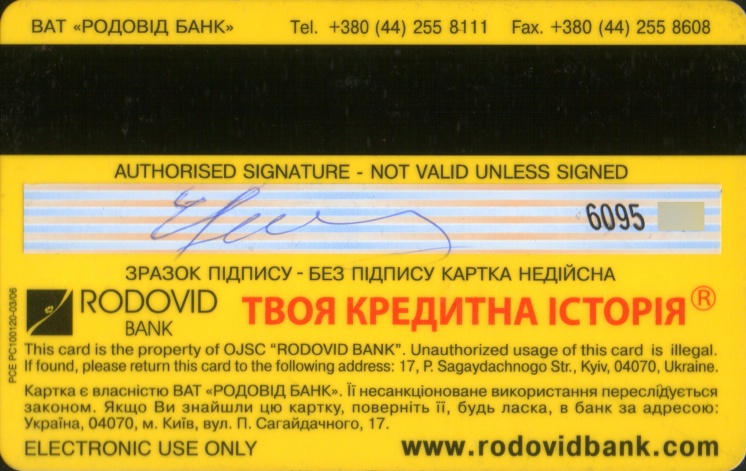 ВАТ «РОДОВІД БАНК» Tel. +380 (44) 255 8111 Fax. +380 (44) 255 8608
AUTHORISED SIGNATURE - NOT VALID UNLESS SIGNED
6095
ЗРАЗОК ПІДПИСУ - БЕЗ ПІДПИСУ КАРТКА НЕДІЙСНА
RODOVID
BANK
ТВОЯ КРЕДИТНА ІСТОРІЯ®
PCE PC100120-03/06
This card is the property of OJSC "RODOVID BANK". Unauthorized usage of this card is illegal.
If found, please return this card to the following address: 17, P. Sagaydachnogo Str., Kyiv, 04070, Ukraine.
Картка є власністю ВАТ «РОДОВІД БАНК». Її несанкціоноване використання переслідується
законом. Якщо Ви знайшли цю картку, поверніть її, будь ласка, в банк за адресою:
Україна, 04070, м. Київ, вул. П. Сагайдачного, 17.
ELECTRONIC USE ONLY www.rodovidbank.com